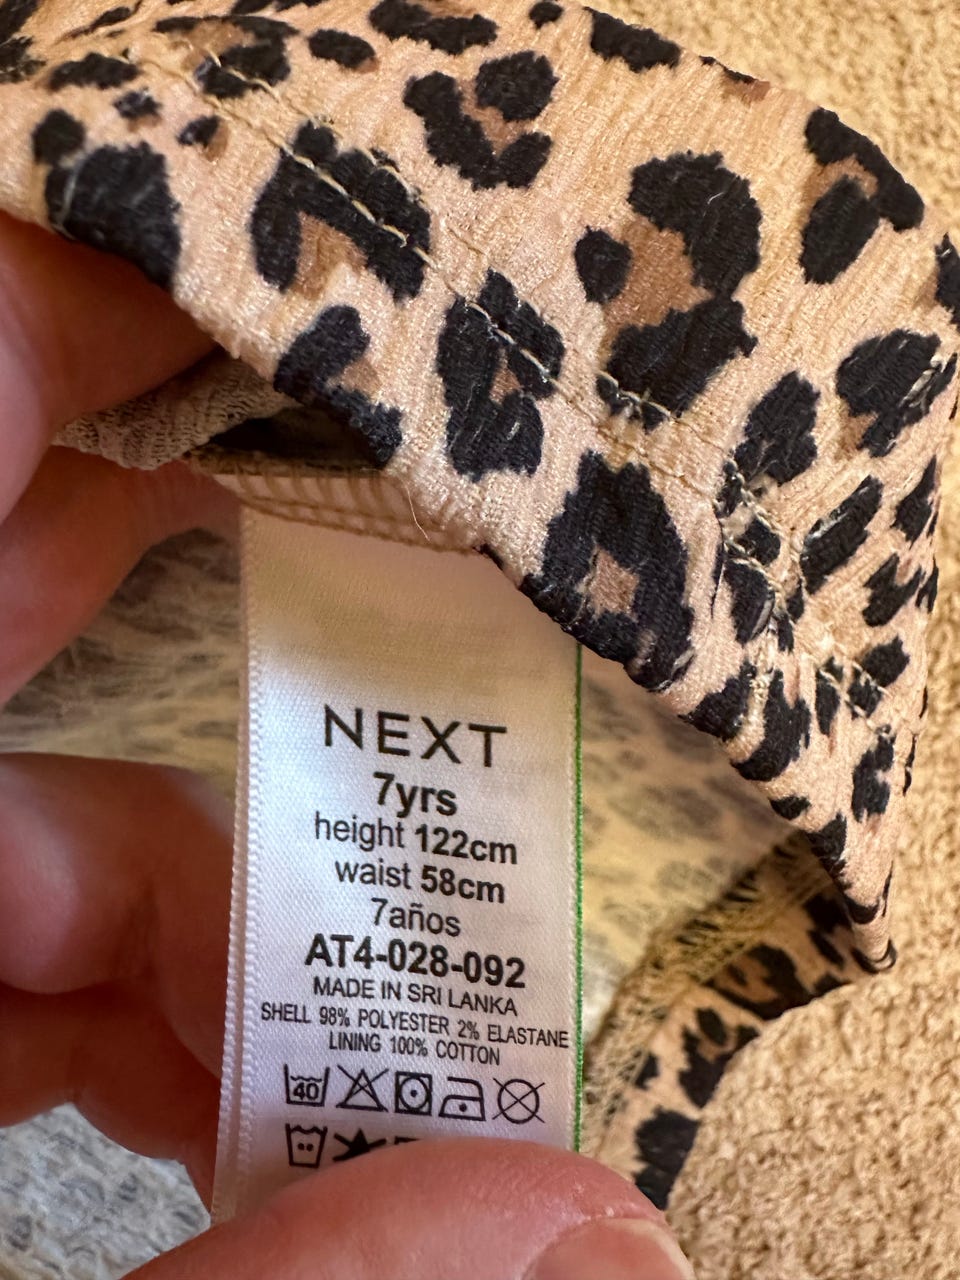 NEXT
7yrs
height 122cm
waist 58cm
7años
AT4-028-092
MADE IN SRI LANKA
SHELL 98% POLYESTER 2% ELASTANE
LINING 100% COTTON
40